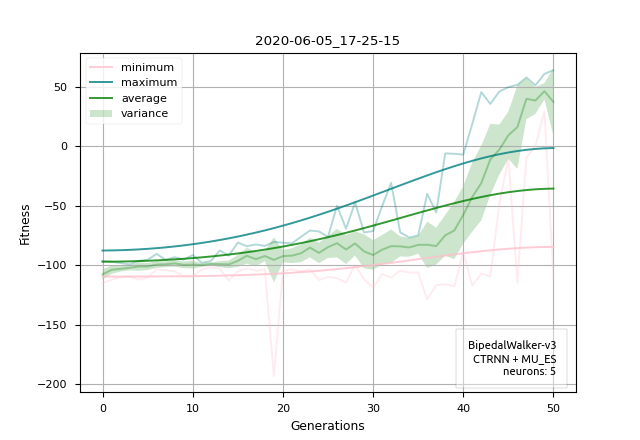 2020-06-05_17-25-15
minimum
maximum
average
variance
50
0
−50
−100
−150
−200
Fitness
BipedalWalker-v3
CTRNN + MU_ES
neurons: 5
0
10
20
30
40
50
Generations